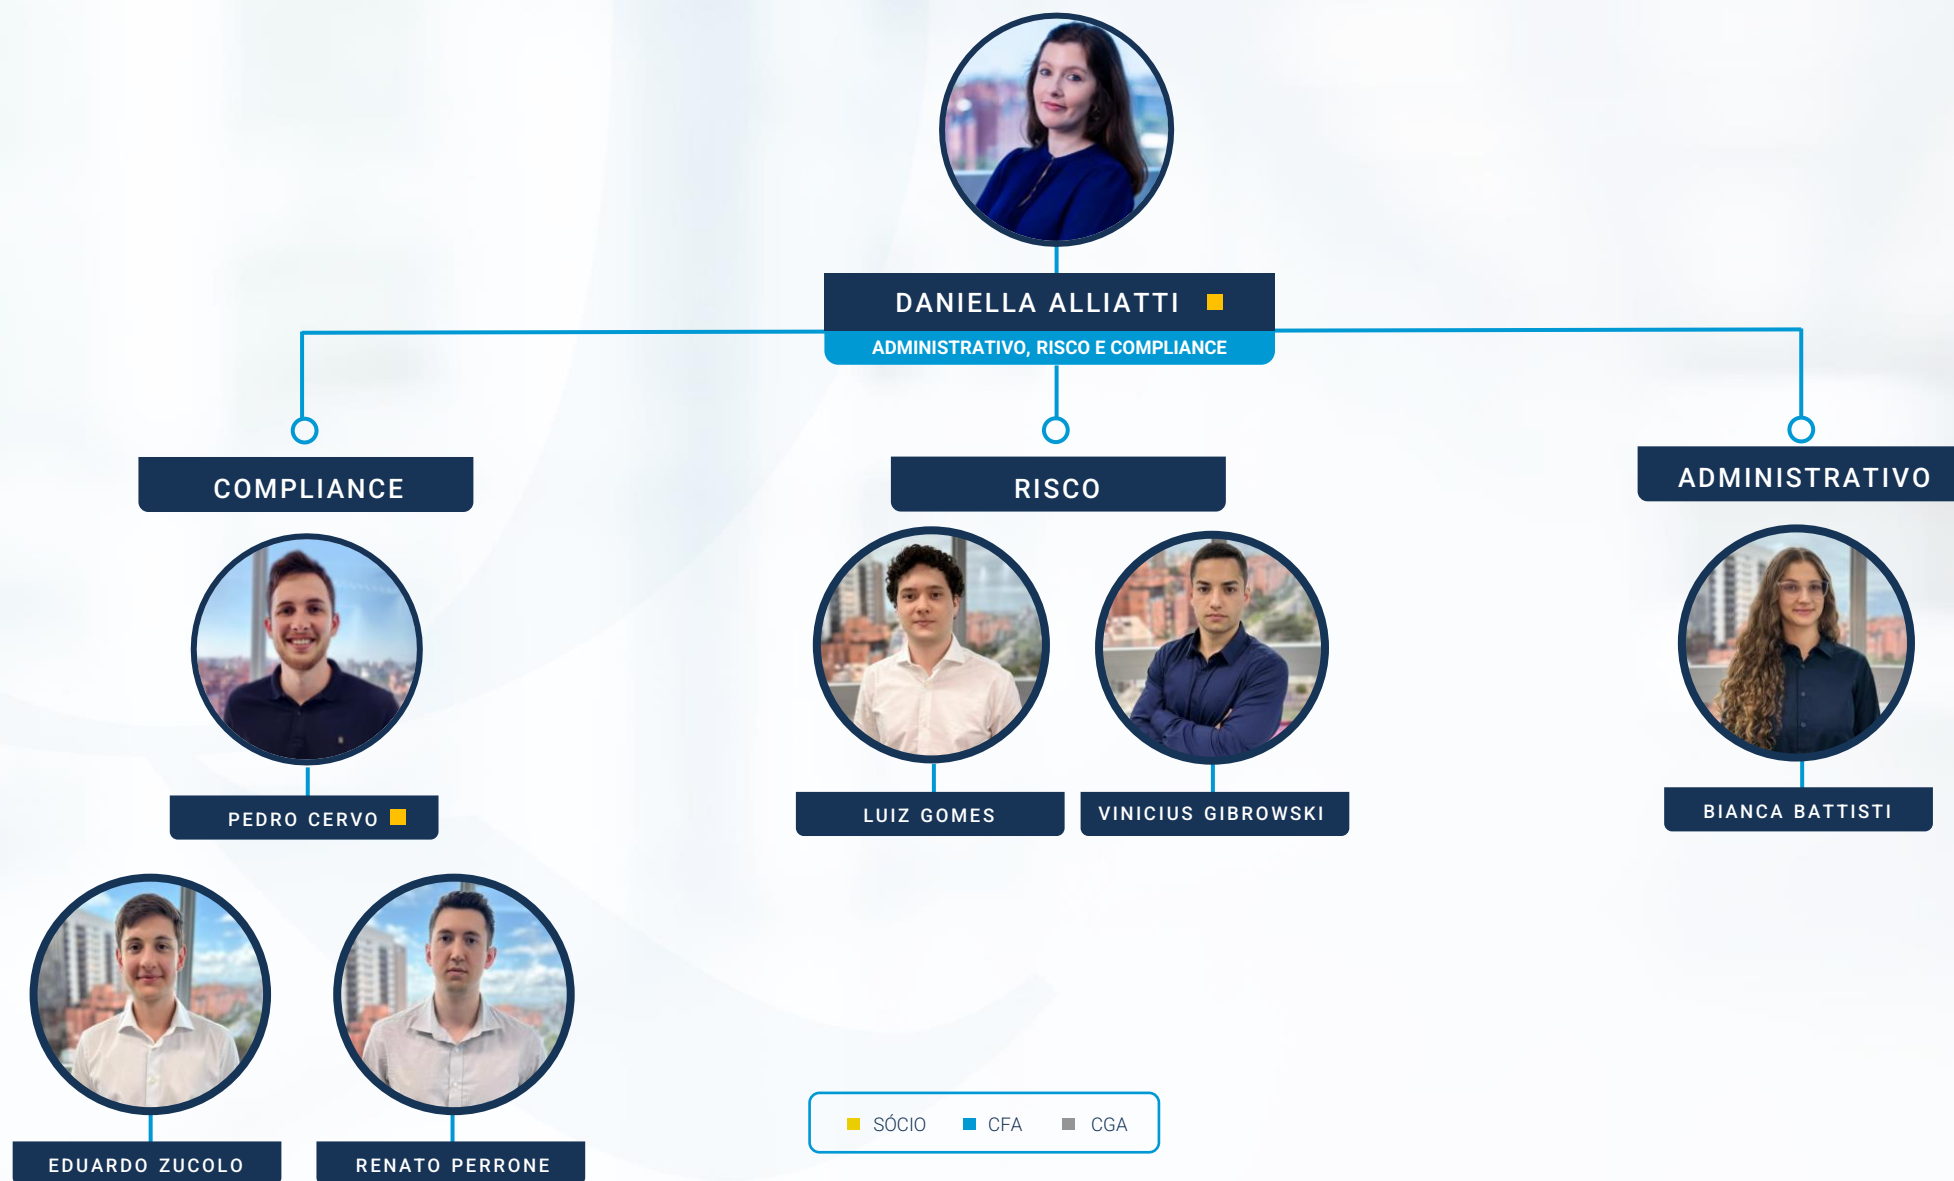 DANIELLA ALLIATTI
ADMINISTRATIVO, RISCO E COMPLIANCE
COMPLIANCE
RISCO
ADMINISTRATIVO
PEDRO CERVO
LUIZ GOMES
VINICIUS GIBROWSKI
BIANCA BATTISTI
EDUARDO ZUCOLO
RENATO PERRONE
SÓCIO CFA CGA